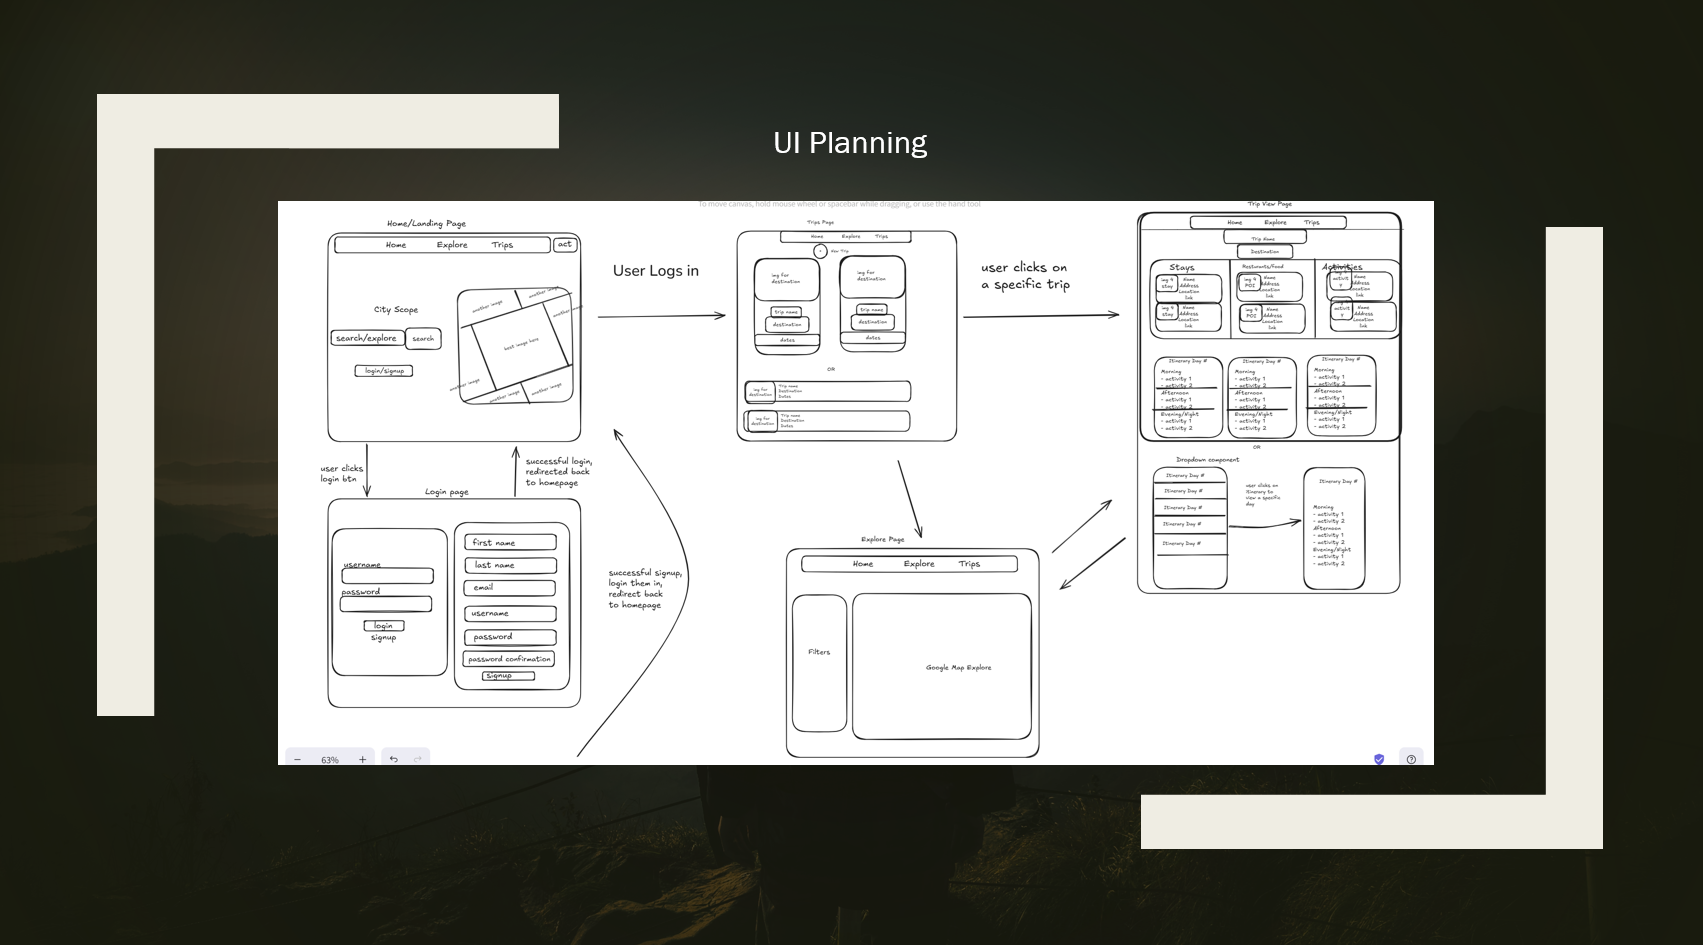 UI Planning
To move canvas, hold mouse wheel or spacebar while dragging, or use the hand tool
Home/Landing Page
Home Explore Trips act
City Scope
search/explore search
login/signup
another image
another image
another image
best image here
another image
another image
another image
User Logs in
user clicks
login btn
successful login,
redirected back
to homepage
Login page
username
password
login
signup
first name
last name
email
username
password
password confirmation
signup
successful signup,
login them in,
redirect back
to homepage
Trips Page
Home Explore Trips
+ New Trip
img for
destination
trip name
destination
dates
img for
destination
trip name
destination
dates
OR
img for
destination
Trip name
Destination
Dates
img for
destination
Trip name
Destination
Dates
user clicks on
a specific trip
Explore Page
Home Explore Trips
Filters
Google Map Explore
Trip View Page
Home Explore Trips
Trip Name
Destination
Stays
img 4
stay
Name
Address
Location
link
img 4
stay
Name
Address
Location
link
Resturants/Food
img 4
POI
Name
Address
Location
link
img 4
POI
Name
Address
Location
link
Activities
activit
y
Name
Address
Location
link
activit
y
Name
Address
Location
link
Itinerary Day #
Morning
- activity 1
- activity 2
Afternoon
- activity 1
- activity 2
Evening/Night
- activity 1
- activity 2
Itinerary Day #
Morning
- activity 1
- activity 2
Afternoon
- activity 1
- activity 2
Evening/Night
- activity 1
- activity 2
Itinerary Day #
Morning
- activity 1
- activity 2
Afternoon
- activity 1
- activity 2
Evening/Night
- activity 1
- activity 2
OR
Dropdown component
Itinerary Day #
Itinerary Day #
Itinerary Day #
Itinerary Day #
Itinerary Day #
user clicks on
itinerary to
view a specific
day
Itinerary Day #
Morning
- activity 1
- activity 2
Afternoon
- activity 1
- activity 2
Evening/Night
- activity 1
- activity 2
63%